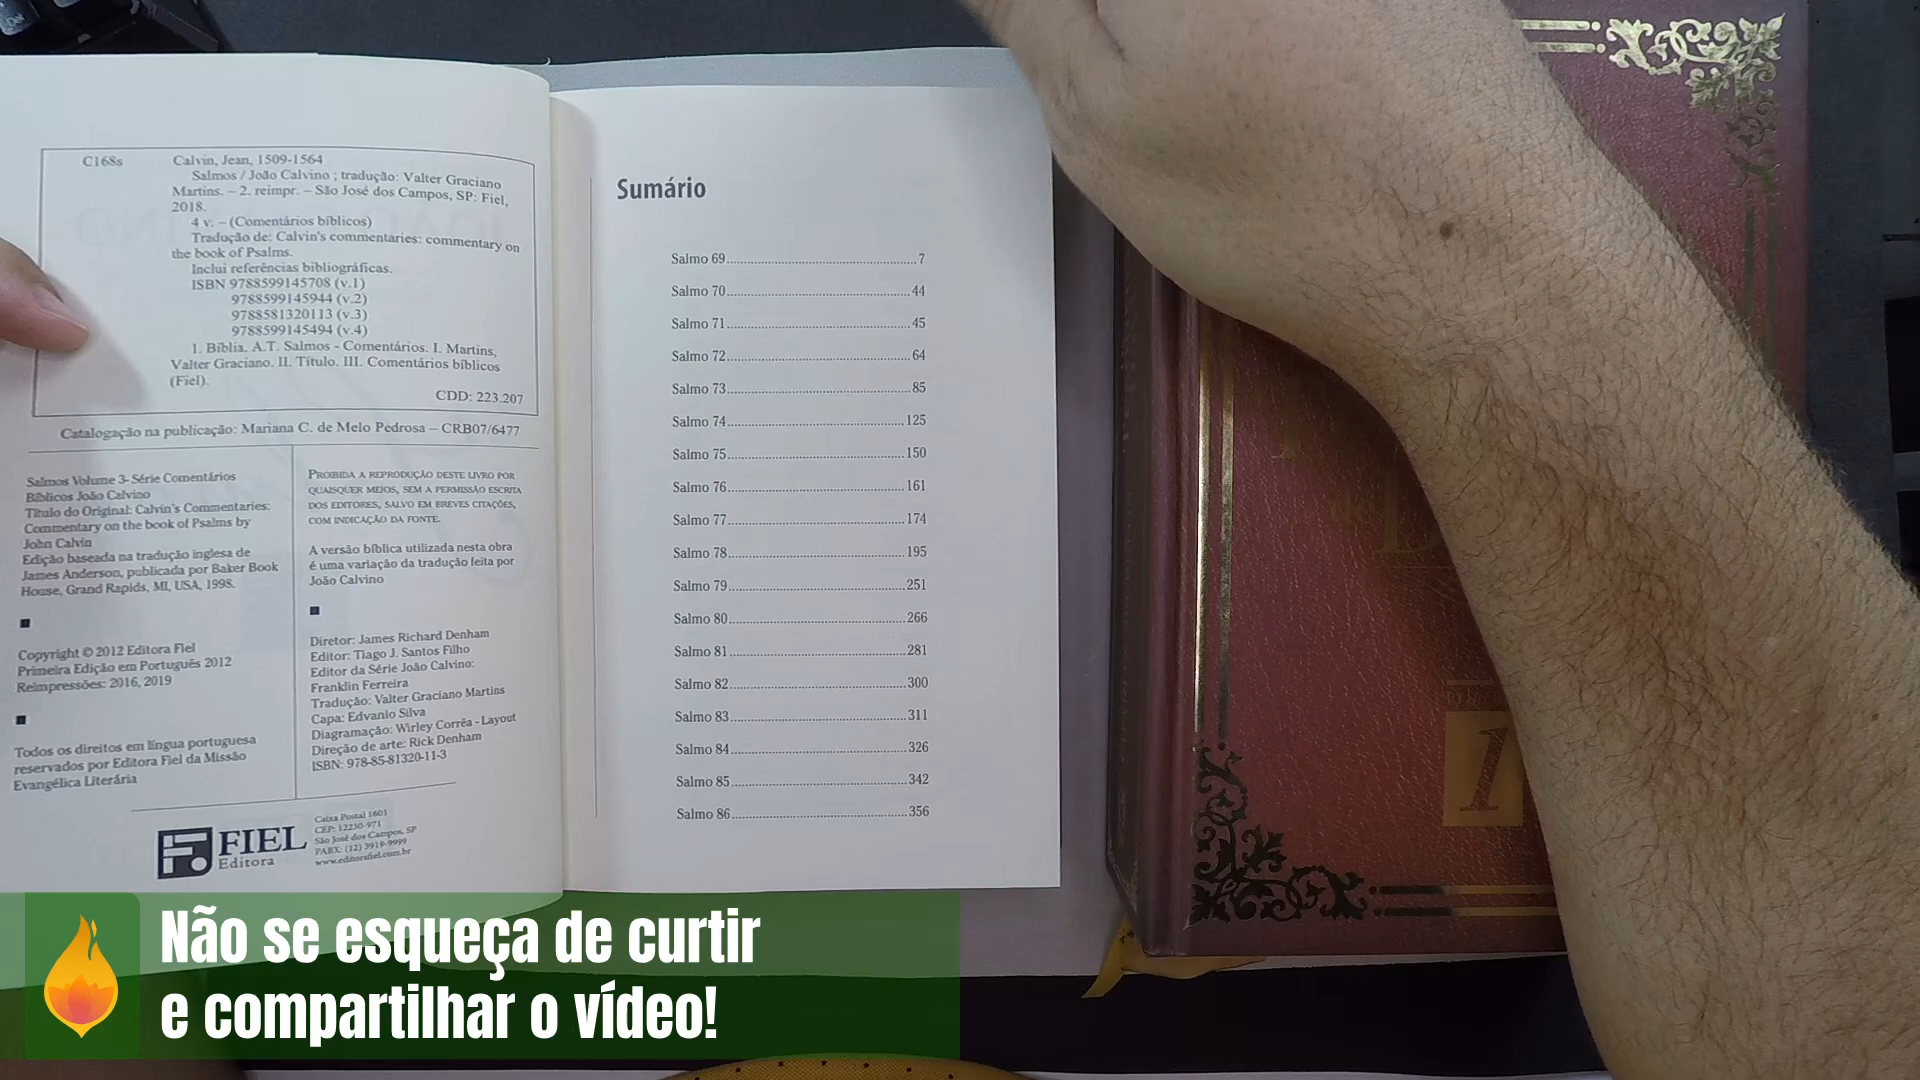 C168s
Calvin, Jean, 1509-1564
Salmos / João Calvino ; tradução: Valter Graciano
Martins. – 2. reimpr. – São José dos Campos, SP: Fiel,
2018.
4 v. – (Comentários bíblicos)
Tradução de: Calvin's commentaries: commentary on
the book of Psalms.
Inclui referências bibliográficas.
ISBN 9788599145708 (v.1)
9788599145944 (v.2)
9788581320113 (v.3)
9788599145494 (v.4)
1. Bíblia. A.T. Salmos - Comentários. I. Martins,
Valter Graciano. II. Título. III. Comentários bíblicos
(Fiel).
CDD: 223.207
Catalogação na publicação: Mariana C. de Melo Pedrosa – CRB07/6477
Salmos Volume 3- Série Comentários
Bíblicos João Calvino
Título do Original: Calvin's Commentaries:
Commentary on the book of Psalms by
John Calvin
Edição baseada na tradução inglesa de
James Anderson, publicada por Baker Book
House, Grand Rapids, MI, USA, 1998.
Copyright © 2012 Editora Fiel
Primeira Edição em Português 2012
Reimpressões: 2016, 2019
Todos os direitos em língua portuguesa
reservados por Editora Fiel da Missão
Evangélica Literária
PROIBIDA A REPRODUÇÃO DESTE LIVRO POR
QUAISQUER MEIOS, SEM A PERMISSÃO ESCRITA
DOS EDITORES, SALVO EM BREVES CITAÇÕES,
COM INDICAÇÃO DA FONTE.
A versão bíblica utilizada nesta obra
é uma variação da tradução feita por
João Calvino
Diretor: James Richard Denham
Editor: Tiago J. Santos Filho
Editor da Série João Calvino:
Franklin Ferreira
Tradução: Valter Graciano Martins
Capa: Edvanio Silva
Diagramação: Wirley Corrêa - Layout
Direção de arte: Rick Denham
ISBN: 978-85-81320-11-3
FIEL
Editora
Caixa Postal 1601
CEP: 12230-971
São José dos Campos, SP
PABX: (12) 3919-9999
www.editorafiel.com.br
Sumário
Salmo 69 7
Salmo 70 44
Salmo 71 45
Salmo 72 64
Salmo 73 85
Salmo 74 125
Salmo 75 150
Salmo 76 161
Salmo 77 174
Salmo 78 195
Salmo 79 251
Salmo 80 266
Salmo 81 281
Salmo 82 300
Salmo 83 311
Salmo 84 326
Salmo 85 342
Salmo 86 356
1
Não se esqueça de curtir
e compartilhar o vídeo!